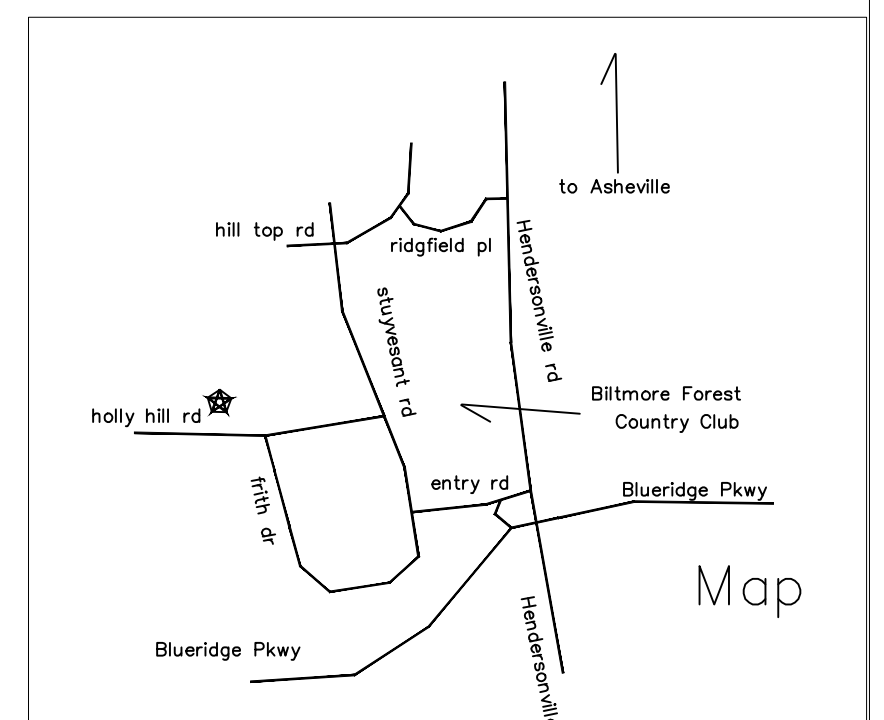 to Asheville
hill top rd
ridgfield pl
Hendersonville rd
stuyvesant rd
Biltmore Forest
Country Club
holly hill rd
entry rd
Blueridge Pkwy
frith dr
Map
Blueridge Pkwy